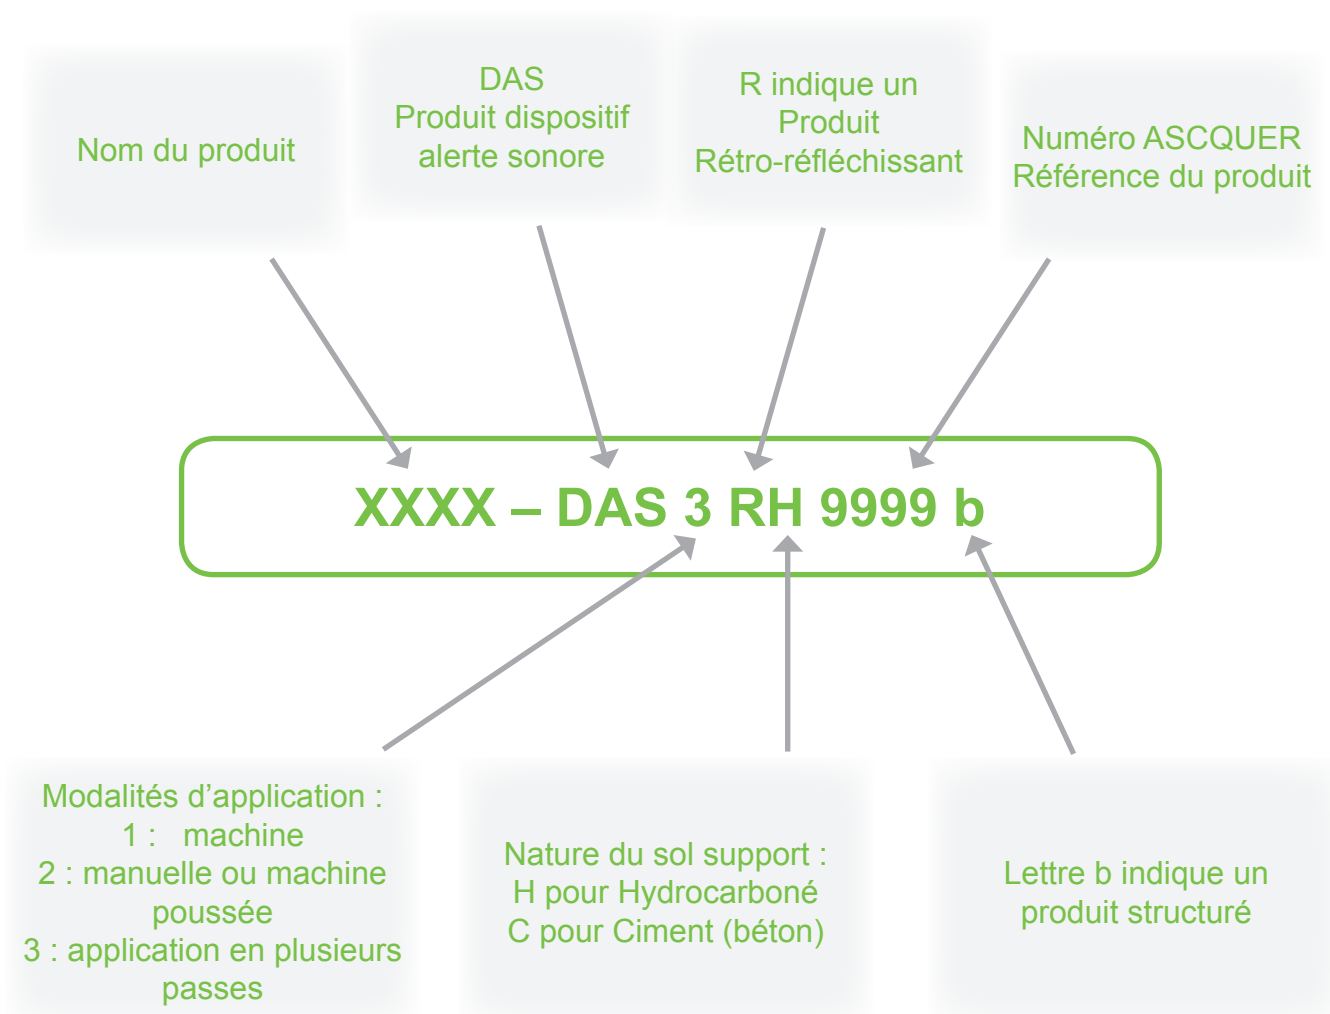 Nom du produit
DAS
Produit dispositif
alerte sonore
R indique un
Produit
Rétro-réfléchissant
Numéro ASCQUER
Référence du produit
XXXX – DAS 3 RH 9999 b
Modalités d’application :
1 : machine
2 : manuelle ou machine
poussée
3 : application en plusieurs
passes
Nature du sol support :
H pour Hydrocarboné
C pour Ciment (béton)
Lettre b indique un
produit structuré